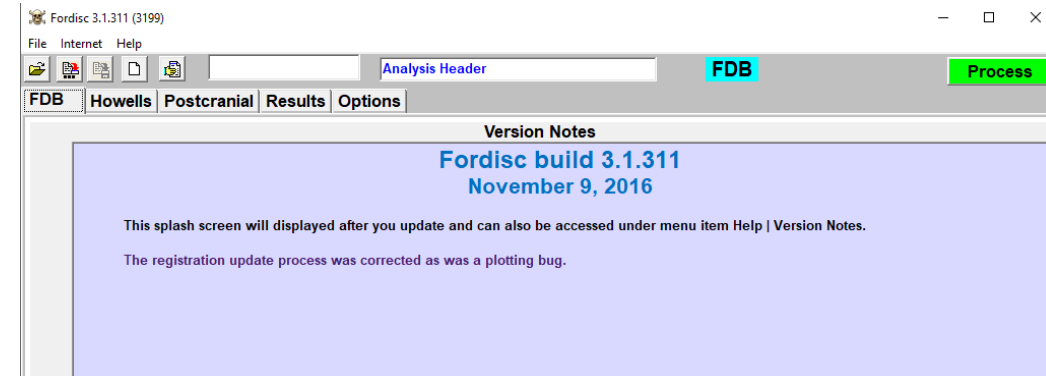 Fordisc 3.1.311 (3199)
File Internet Help
Analysis Header FDB Process
FDB Howells Postcranial Results Options
Version Notes
Fordisc build 3.1.311
November 9, 2016
This splash screen will displayed after you update and can also be accessed under menu item Help | Version Notes.
The registration update process was corrected as was a plotting bug.